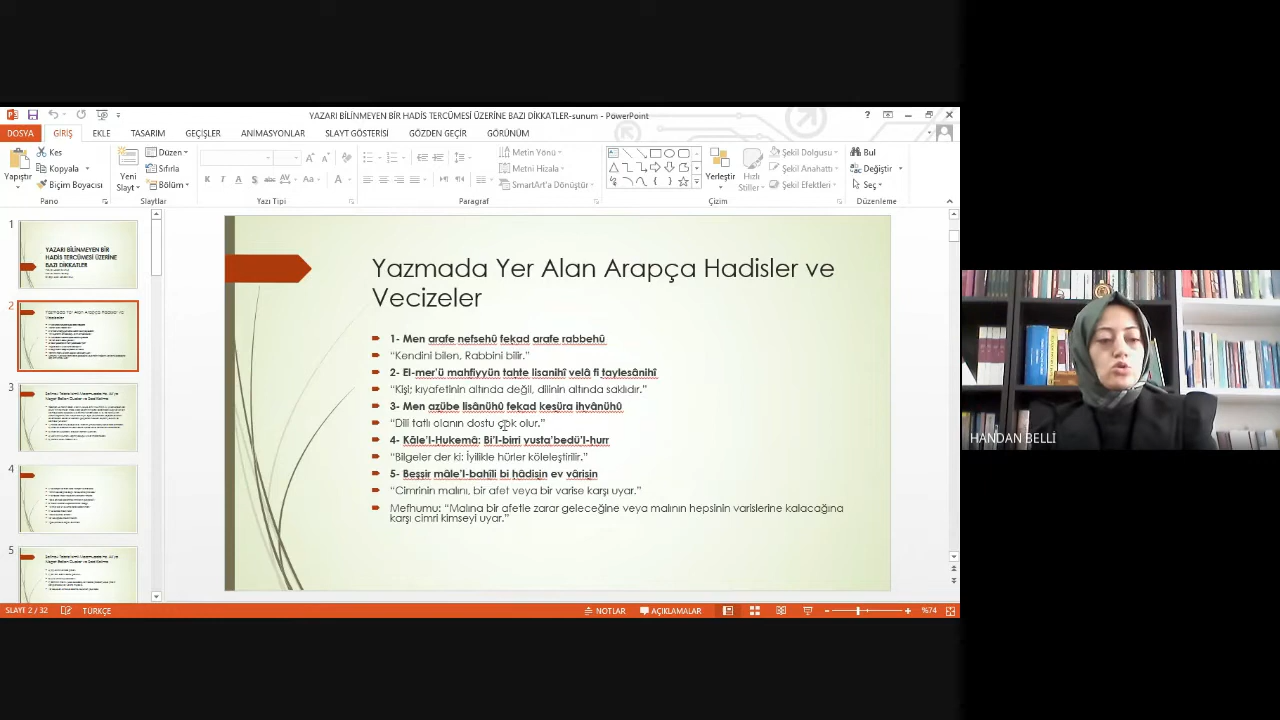 YAZARI BİLİNMEYEN BİR HADİS TERCÜMESİ ÜZERİNE BAZI DİKKATLER-sunum - PowerPoint
DOSYA GİRİŞ EKLE TASARIM GEÇİŞLER ANİMASYONLAR SLAYT GÖSTERİSİ GÖZDEN GEÇİR GÖRÜNÜM
Yapıştır
Kes
Kopyala
Biçim Boyacısı
Pano
Yeni
Slayt
Düzen
Sıfırla
Bölüm
Slaytlar
Yazı Tipi
Metin Yönü
Metni Hizala
SmartArt'a Dönüştür
Paragraf
Yerleştir
Hızlı
Stiller
Şekil Dolgusu
Şekil Anahattı
Şekil Efektleri
Çizim
Bul
Değiştir
Seç
Düzenleme
1
YAZARI BİLİNMEYEN BİR
HADİS TERCÜMESİ ÜZERİNE
BAZI DİKKATLER
2
3
4
5
Yazmada Yer Alan Arapça Hadisler ve
Vecizeler
1- Men arafe nefsehû fekad arafe rabbehû
“Kendini bilen, Rabbini bilir.”
2- El-mer’ü mahfiyyün tahte lisanihî velâ fi taylesânihî
“Kişi; kıyafetinin altında değil, dilinin altında saklıdır.”
3- Men azübe lisânühû fekad kesüra ihvânühû
“Dili tatlı olanın dostu çok olur.”
4- Kâle’l-Hukemâ: Bi’l-birri yusta’bedü’l-hurr
“Bilgeler der ki: İyilikle hürler köleleştirilir.”
5- Beşşir mâle’l-bahîli bi hâdisin ev vârisin
“Cimrinin malını, bir afet veya bir varise karşı uyar.”
Mefhumu: “Malına bir afetle zarar geleceğine veya malının hepsinin varislerine kalacağına
karşı cimri kimseyi uyar.”
HANDAN BELLİ
SLAYT 2 / 32 TÜRKÇE NOTLAR AÇIKLAMALAR %74